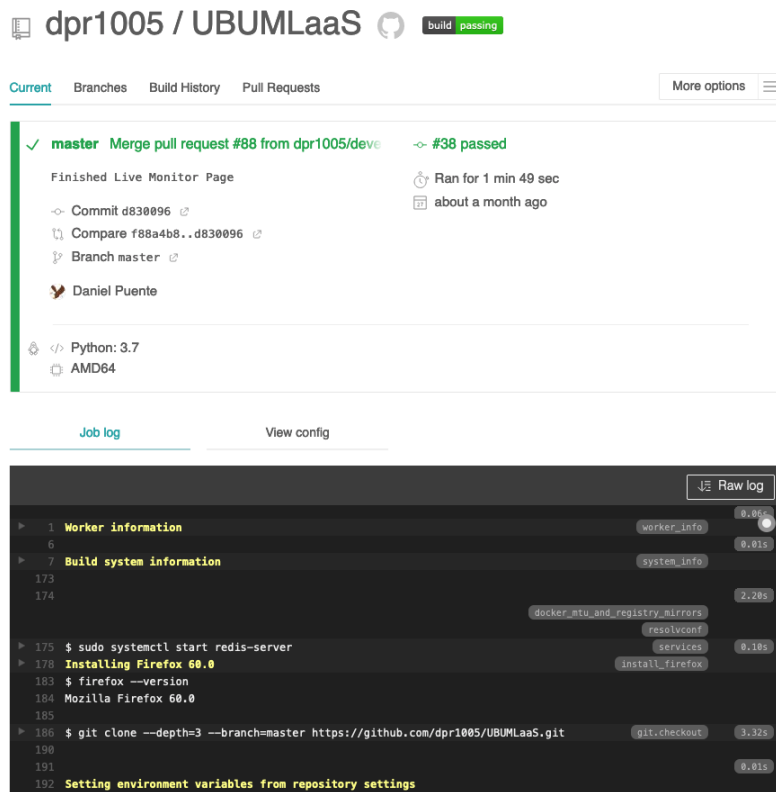 dpr1005 / UBUMLaaS build passing
Current Branches Build History Pull Requests More options
master Merge pull request #88 from dpr1005/deve #38 passed
Finished Live Monitor Page Ran for 1 min 49 sec
about a month ago
Commit d830096
Compare f88a4b8..d830096
Branch master
Daniel Puente
Python: 3.7
AMD64
Job log View config
Raw log
0.06s
1 Worker information worker_info
6 0.01s
7 Build system information system_info
173
174 2.20s
docker_mtu_and_registry_mirrors
resolvconf
175 $ sudo systemctl start redis-server services 0.10s
178 Installing Firefox 60.0 install_firefox
183 $ firefox --version
184 Mozilla Firefox 60.0
185
186 $ git clone --depth=3 --branch=master https://github.com/dpr1005/UBUMLaaS.git git.checkout 3.32s
190
191 0.01s
192 Setting environment variables from repository settings